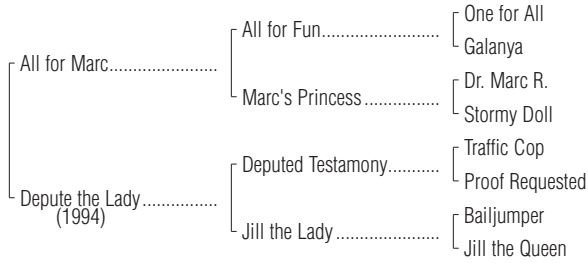 One for All
All for Fun........................
Galanya
All for Marc......................
Dr. Marc R.
Marc's Princess ...............
Stormy Doll
Traffic Cop
Deputed Testamony..........
Proof Requested
Depute the Lady...............
(1994)
Bailjumper
Jill the Lady .....................
Jill the Queen